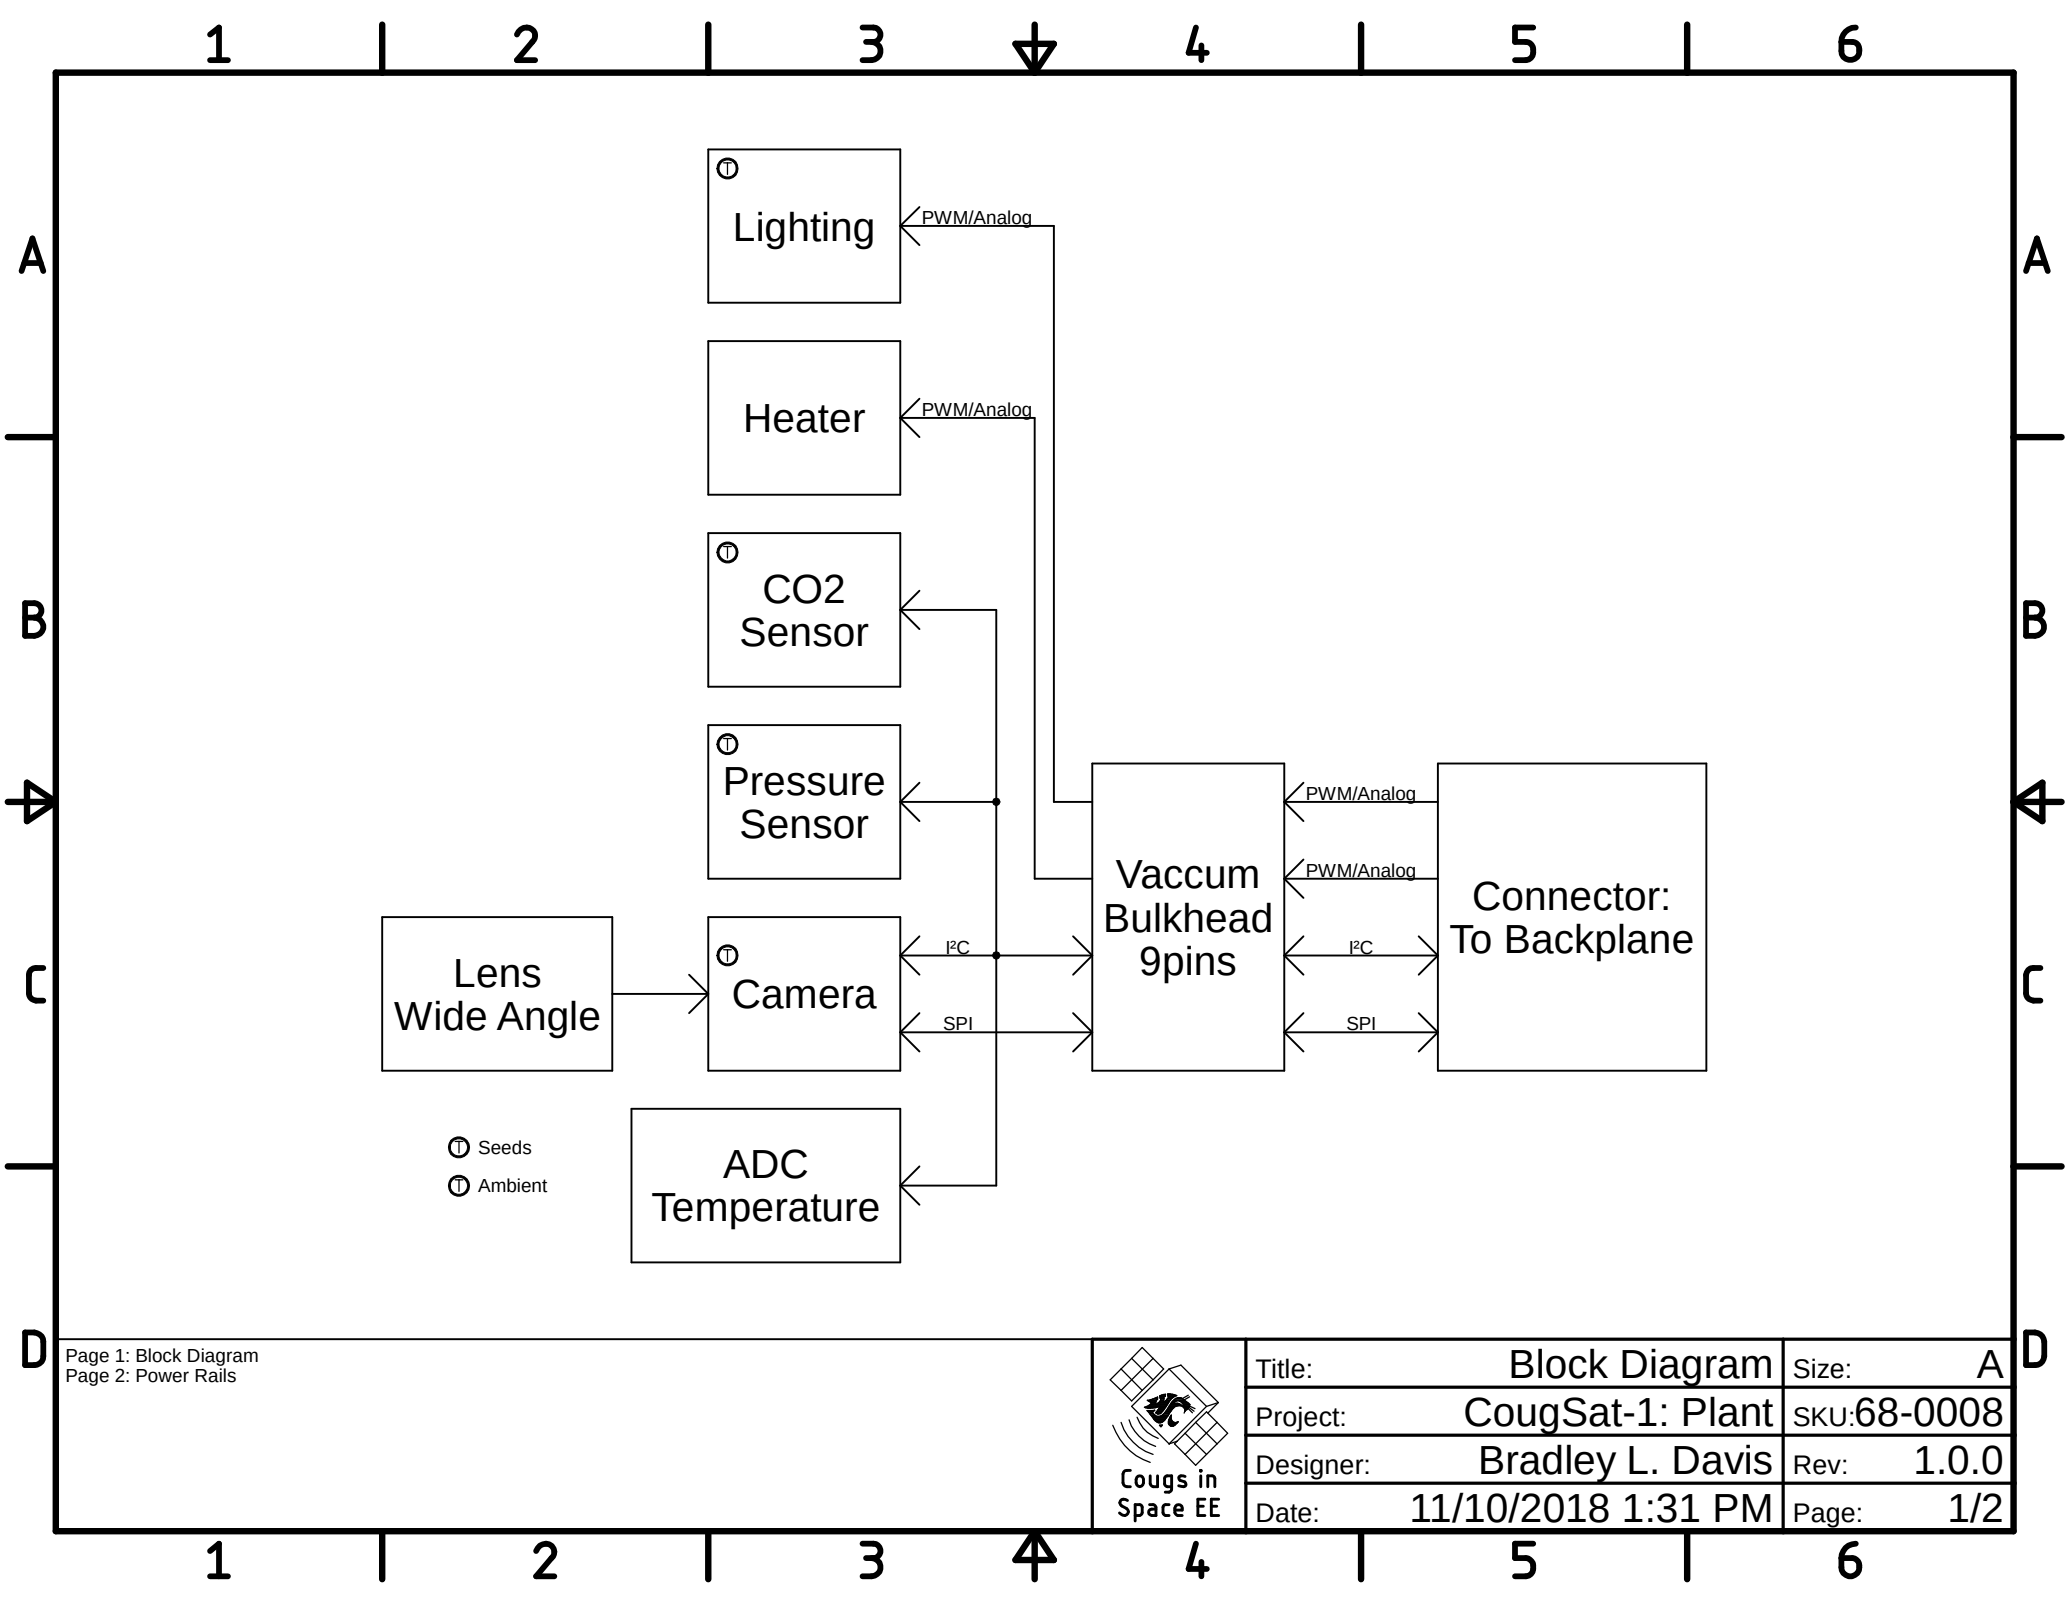 1 2 3 4 5 6
A A
B B
C C
D D
T
Lighting
PWM/Analog
Heater
PWM/Analog
T
CO2
Sensor
T
Pressure
Sensor
Lens
Wide Angle
T
Camera
I²C
SPI
T Seeds
T Ambient
ADC
Temperature
Vaccum
Bulkhead
9pins
PWM/Analog
PWM/Analog
I²C
SPI
Connector:
To Backplane
Page 1: Block Diagram
Page 2: Power Rails
Cougs in
Space EE
Title: Block Diagram Size: A
Project: CougSat-1: Plant SKU:68-0008
Designer: Bradley L. Davis Rev: 1.0.0
Date: 11/10/2018 1:31 PM Page: 1/2
1 2 3 4 5 6